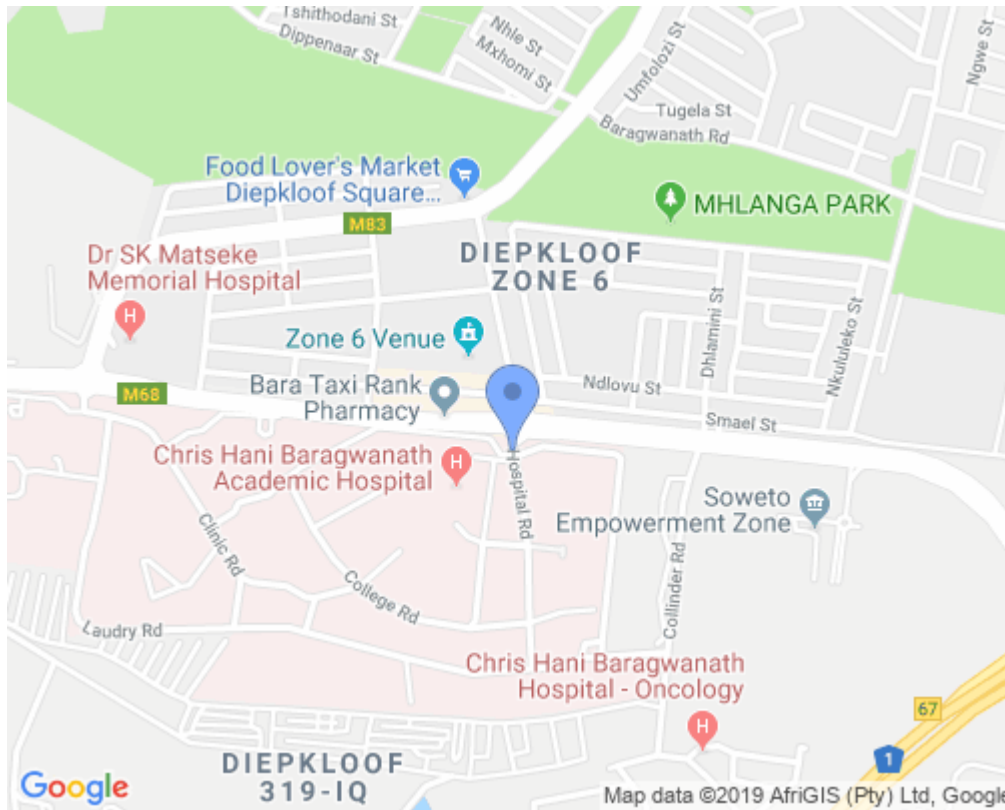 Tshithodani St
Dippenaar St
Nhle St
Mxhomi St
Umfolozi St
Ngwe St
Tugela St
Baragwanath Rd
Food Lover's Market
Diepkloof Square...
MHLANGA PARK
M83
DIEPKLOOF
ZONE 6
Dr SK Matseke
Memorial Hospital
H
Zone 6 Venue
Dhlamini St
Nkululeko St
Ndlovu St
M68
Bara Taxi Rank
Pharmacy
Smael St
Chris Hani Baragwanath
Academic Hospital
H
Hospital Rd
Soweto
Empowerment Zone
Clinic Rd
College Rd
Collinder Rd
Laudry Rd
Chris Hani Baragwanath
Hospital - Oncology
H
67
1
DIEPKLOOF
319-IQ
Google
Map data ©2019 AfriGIS (Pty) Ltd, Google